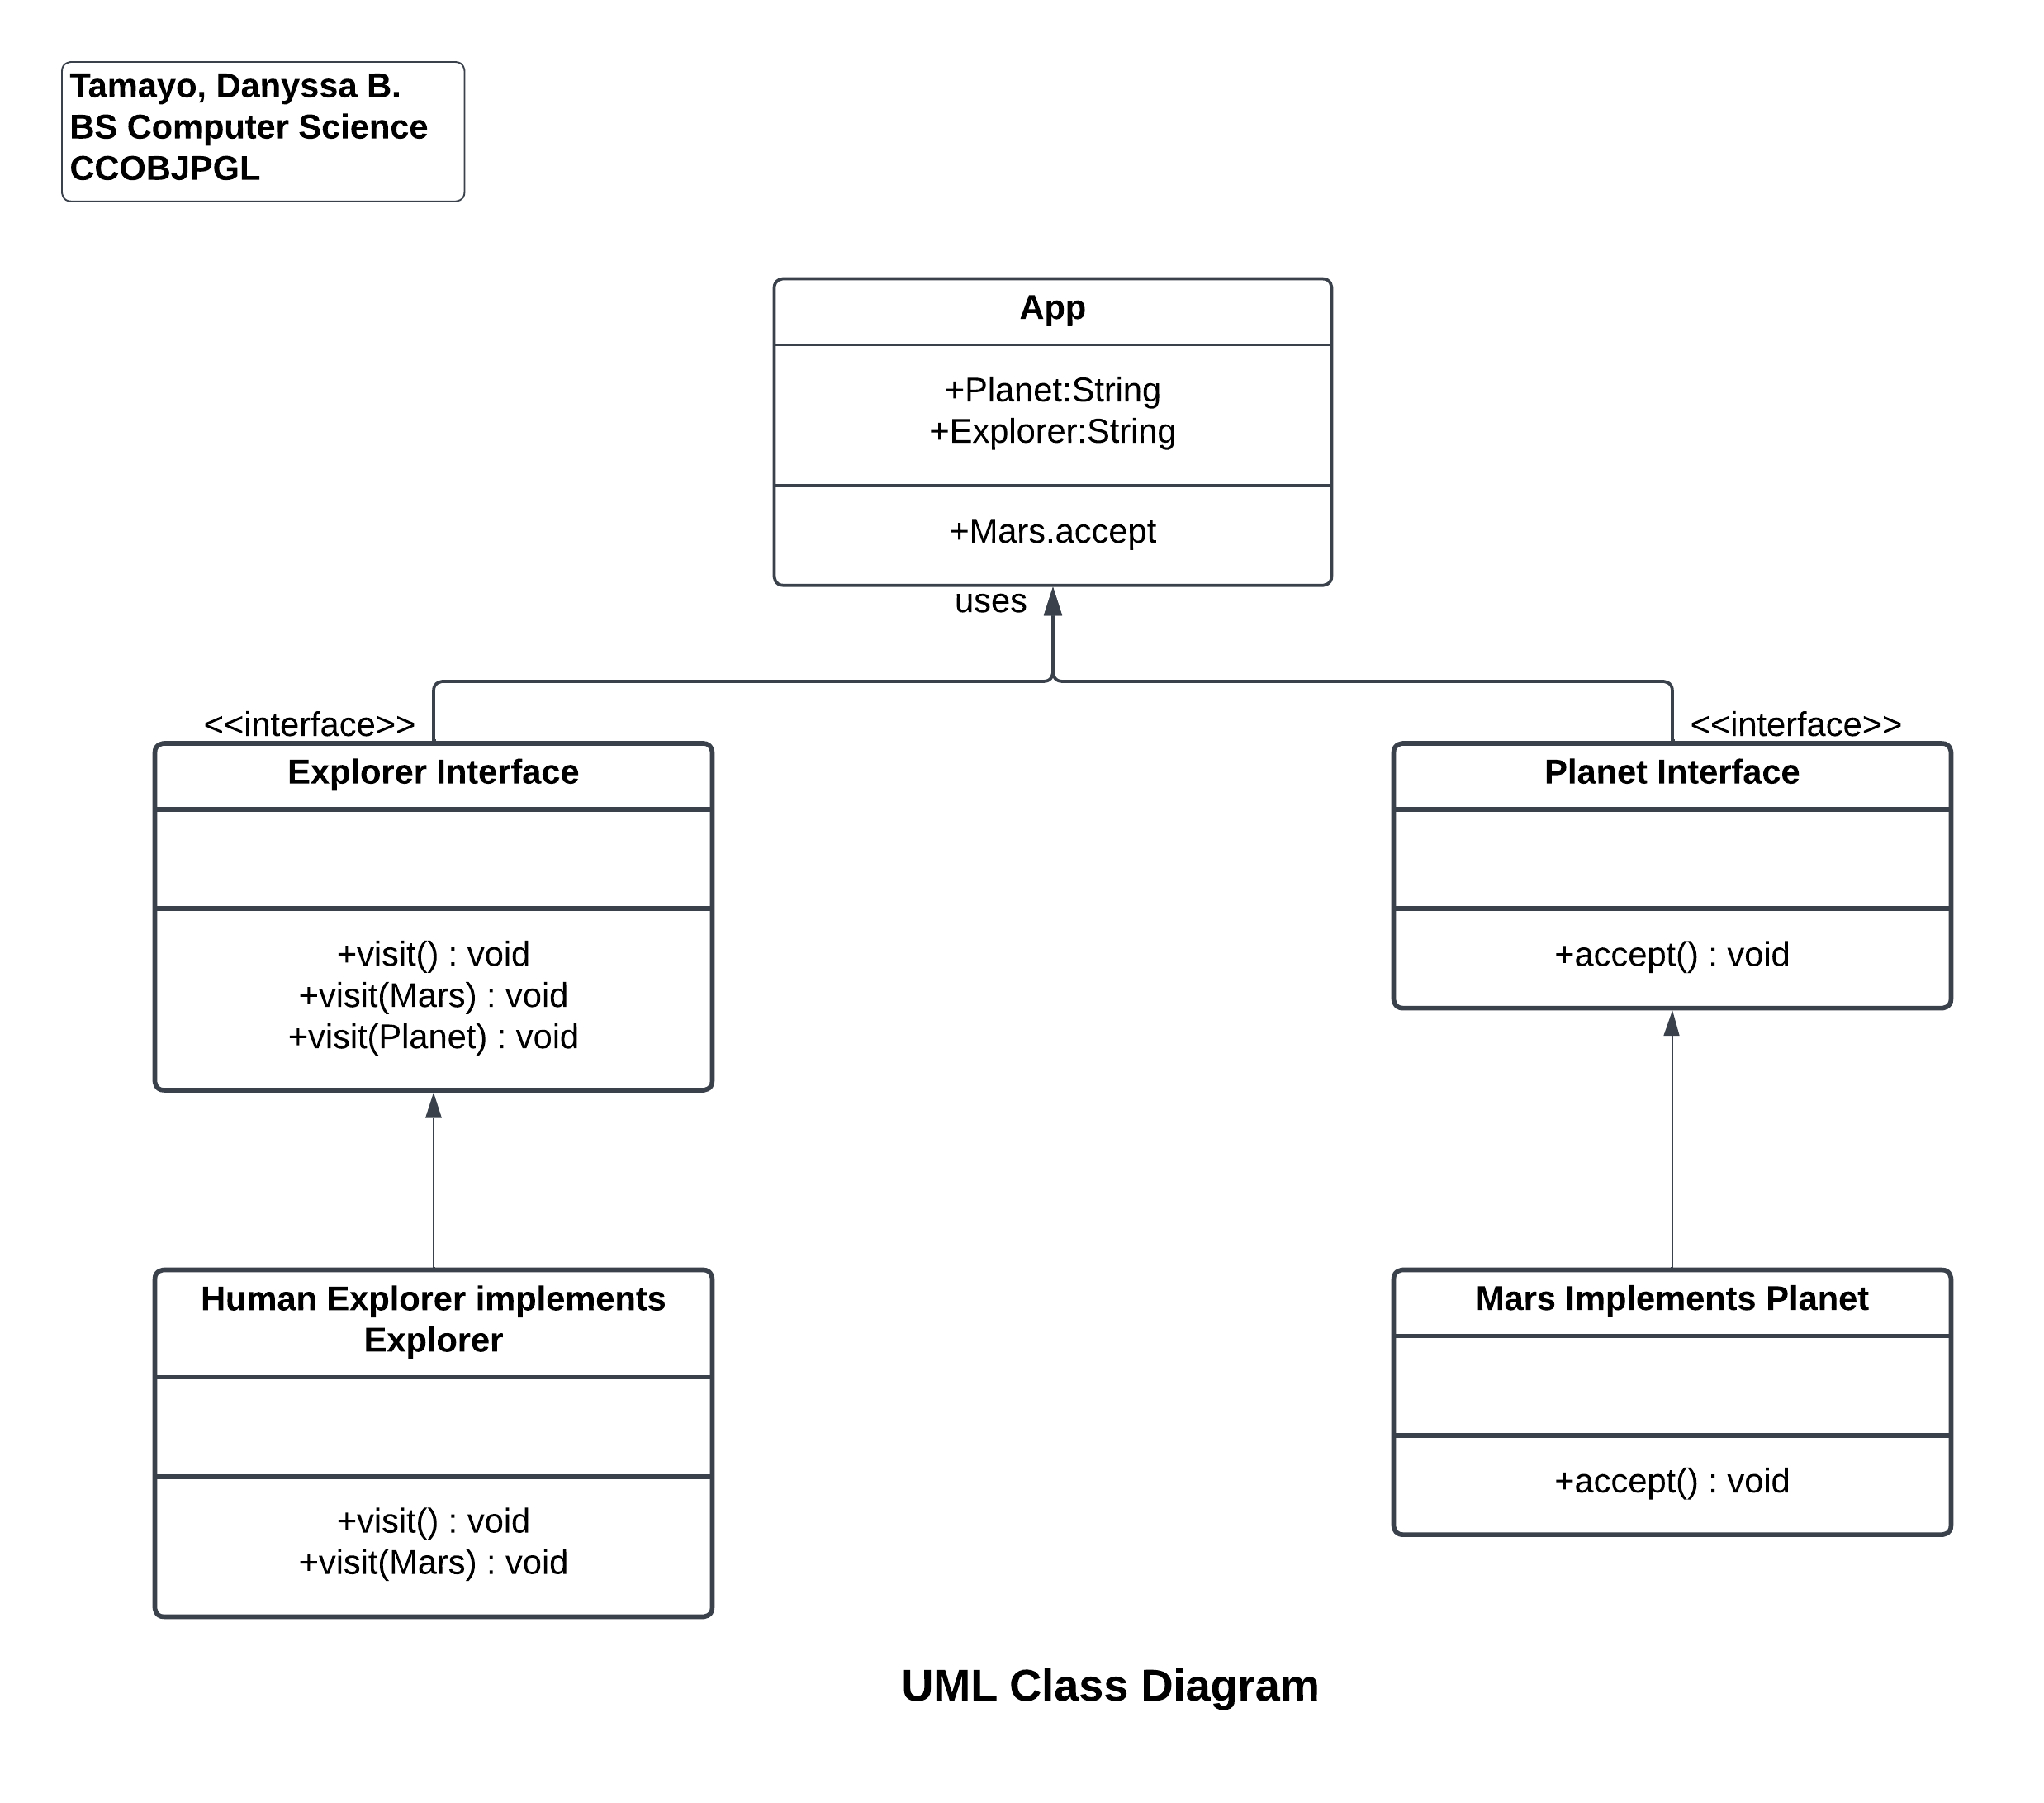 Tamayo, Danyssa B.
BS Computer Science
CCOBJPGL
App
+Planet:String
+Explorer:String
+Mars.accept
uses
<<interface>>
Explorer Interface
+visit() : void
+visit(Mars) : void
+visit(Planet) : void
<<interface>>
Planet Interface
+accept() : void
Human Explorer implements
Explorer
+visit() : void
+visit(Mars) : void
Mars Implements Planet
+accept() : void
UML Class Diagram